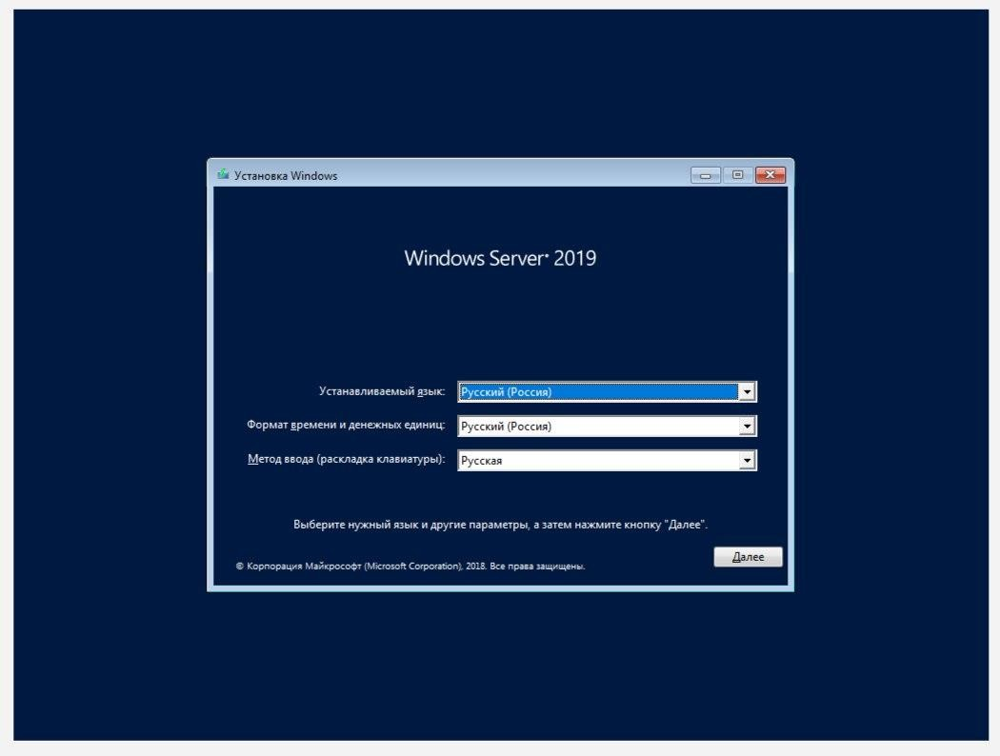 Установка Windows
Windows Server® 2019
Устанавливаемый язык: Русский (Россия)
Формат времени и денежных единиц: Русский (Россия)
Метод ввода (раскладка клавиатуры): Русская
Выберите нужный язык и другие параметры, а затем нажмите кнопку "Далее".
Далее
© Корпорация Майкрософт (Microsoft Corporation), 2018. Все права защищены.